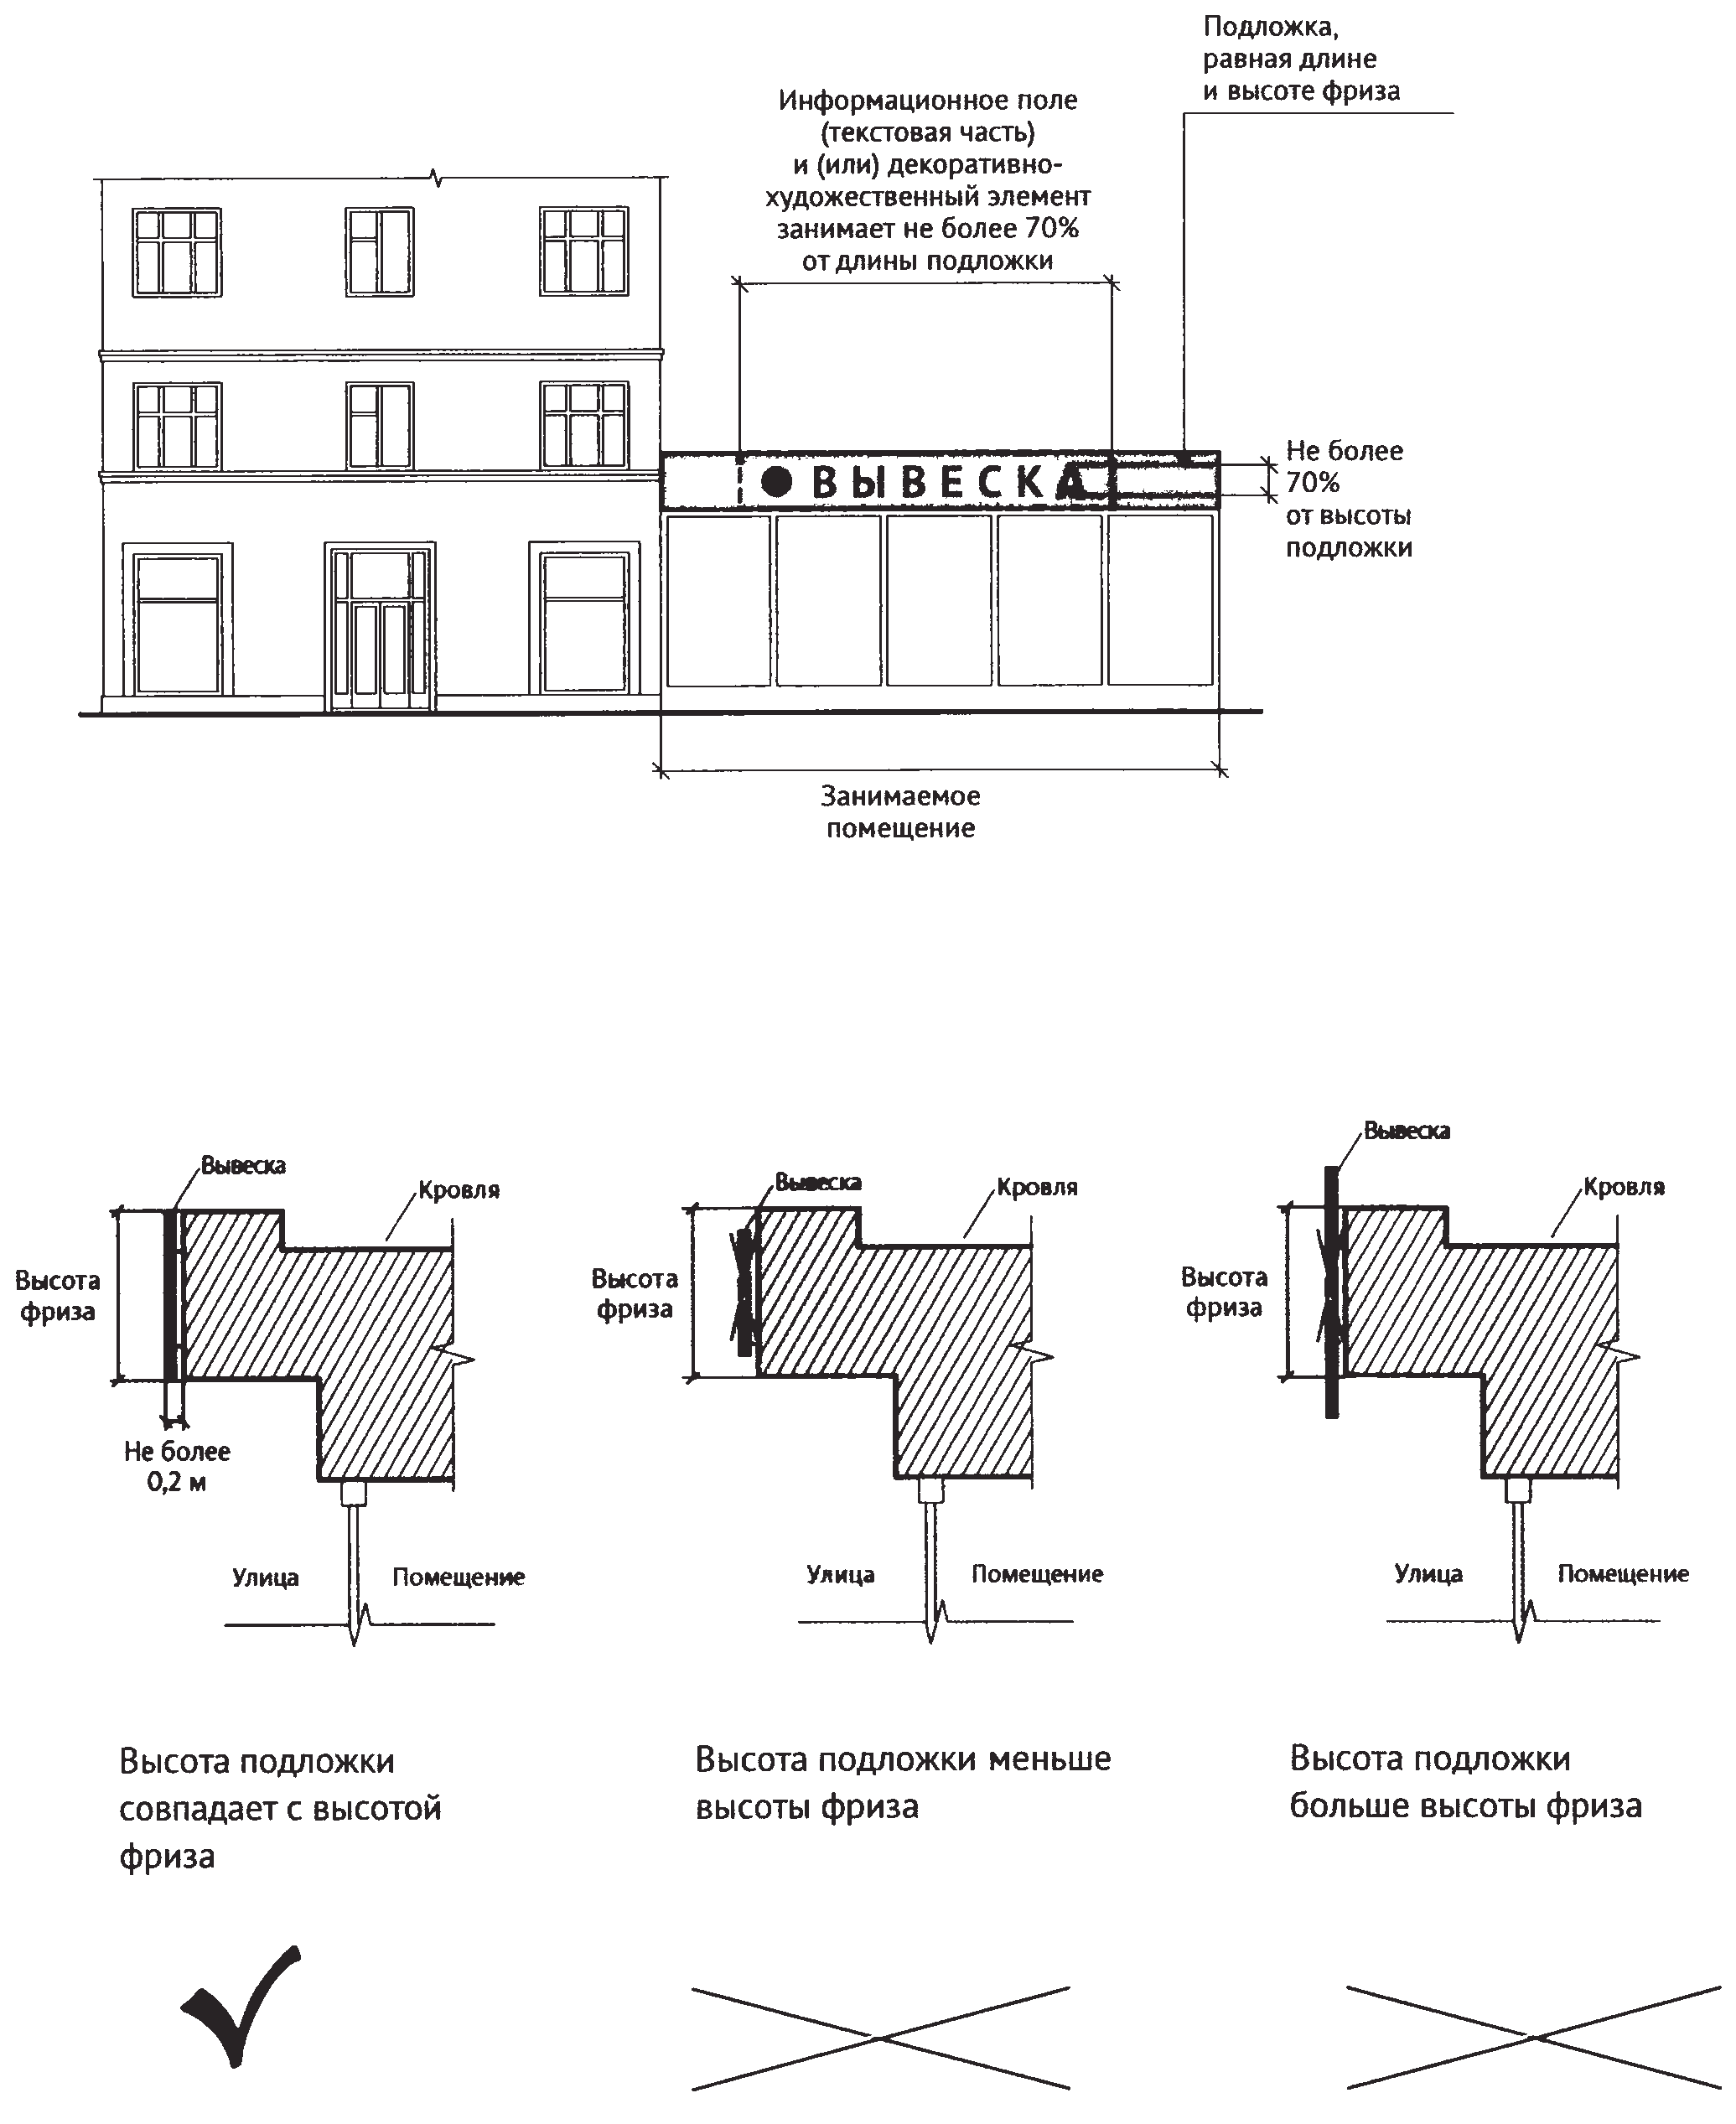 Подложка,
равная длине
и высоте фриза
Информационное поле
(текстовая часть)
и (или) декоративно-
художественный элемент
занимает не более 70%
от длины подложки
Не более
70%
от высоты
подложки
ВЫВЕСКА
Занимаемое
помещение
Вывеска
Кровля
Высота
фриза
Не более
0,2 м
Улица
Помещение
Вывеска
Кровля
Высота
фриза
Улица
Помещение
Вывеска
Кровля
Высота
фриза
Улица
Помещение
Высота подложки
совпадает с высотой
фриза
Высота подложки меньше
высоты фриза
Высота подложки
больше высоты фриза